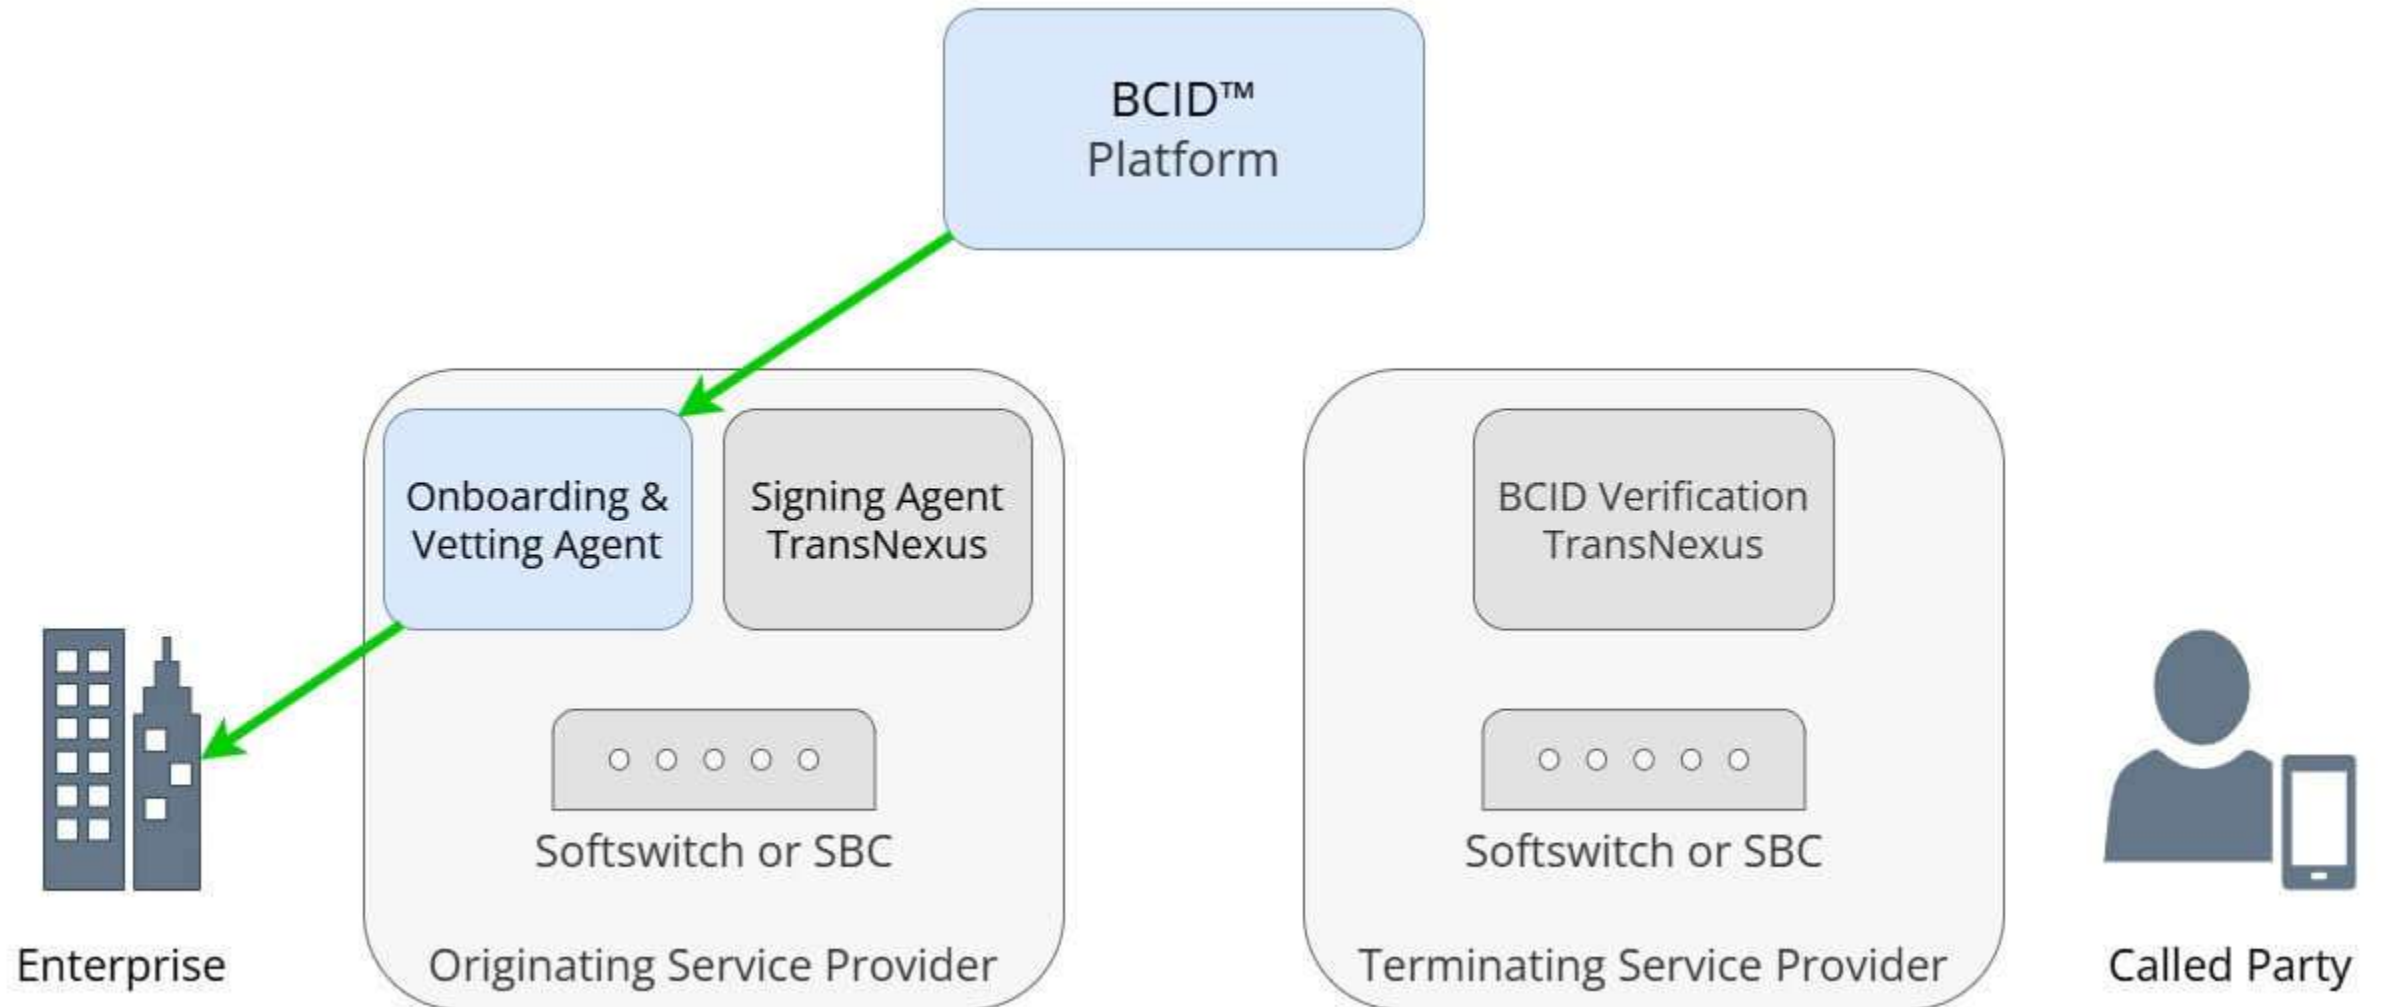 BCID™
Platform
Onboarding &
Vetting Agent
Signing Agent
TransNexus
BCID Verification
TransNexus
Softswitch or SBC
Softswitch or SBC
Enterprise
Originating Service Provider
Terminating Service Provider
Called Party